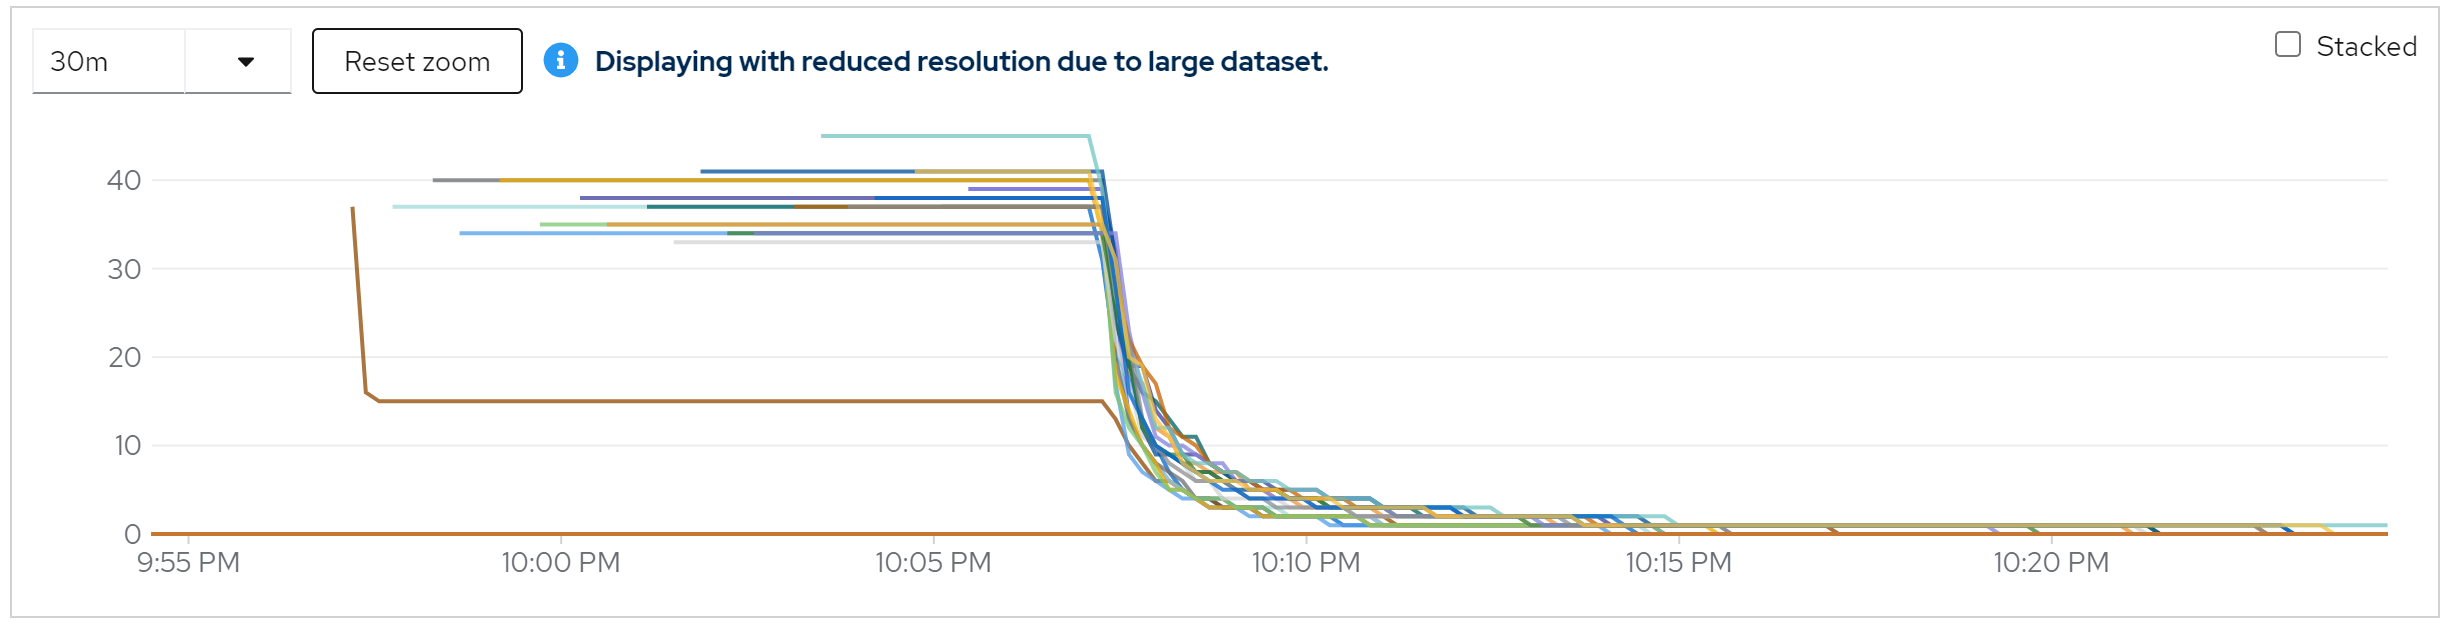 30m
Reset zoom
Displaying with reduced resolution due to large dataset.
Stacked
40
30
20
10
0
9:55 PM
10:00 PM
10:05 PM
10:10 PM
10:15 PM
10:20 PM